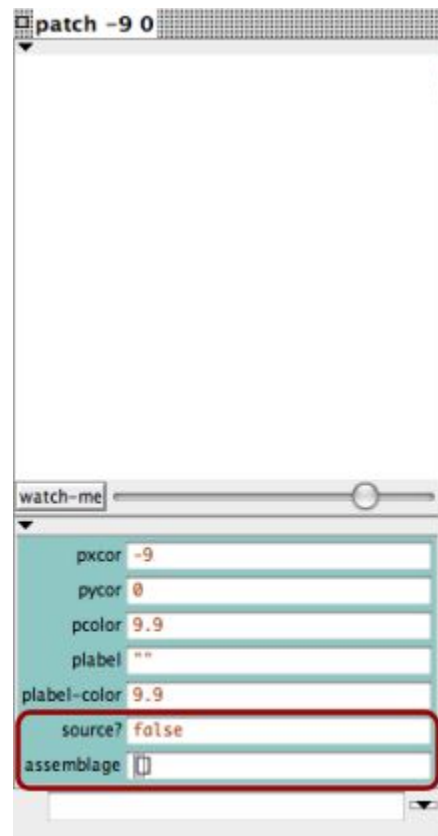 patch -9 0
watch-me
pxcor -9
pycor 0
pcolor 9.9
plabel ""
plabel-color 9.9
source? false
assemblage []